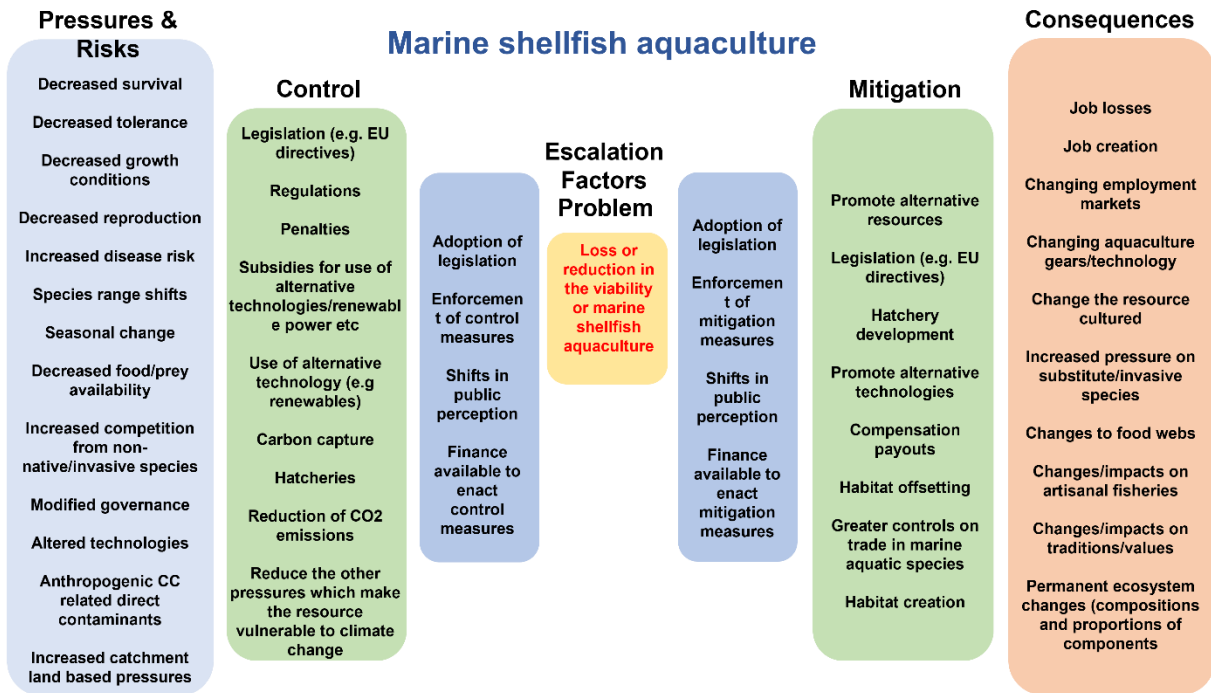 Pressures &
Risks
Decreased survival
Decreased tolerance
Decreased growth
conditions
Decreased reproduction
Increased disease risk
Species range shifts
Seasonal change
Decreased food/prey
availability
Increased competition
from non-
native/invasive species
Modified governance
Altered technologies
Anthropogenic CC
related direct
contaminants
Increased catchment
land based pressures
Marine shellfish aquaculture
Control
Legislation (e.g. EU
directives)
Regulations
Penalties
Subsidies for use of
alternative
technologies/renewabl
e power etc
Use of alternative
technology (e.g
renewables)
Carbon capture
Hatcheries
Reduction of CO2
emissions
Reduce the other
pressures which make
the resource
vulnerable to climate
change
Adoption of
legislation
Enforcemen
t of control
measures
Shifts in
public
perception
Finance
available to
enact
control
measures
Escalation
Factors
Problem
Loss or
reduction in
the viability
or marine
shellfish
aquaculture
Adoption of
legislation
Enforcemen
t of
mitigation
measures
Shifts in
public
perception
Finance
available to
enact
mitigation
measures
Mitigation
Promote alternative
resources
Legislation (e.g. EU
directives)
Hatchery
development
Promote alternative
technologies
Compensation
payouts
Habitat offsetting
Greater controls on
trade in marine
aquatic species
Habitat creation
Consequences
Job losses
Job creation
Changing employment
markets
Changing aquaculture
gears/technology
Change the resource
cultured
Increased pressure on
substitute/invasive
species
Changes to food webs
Changes/impacts on
artisanal fisheries
Changes/impacts on
traditions/values
Permanent ecosystem
changes (compositions
and proportions of
components